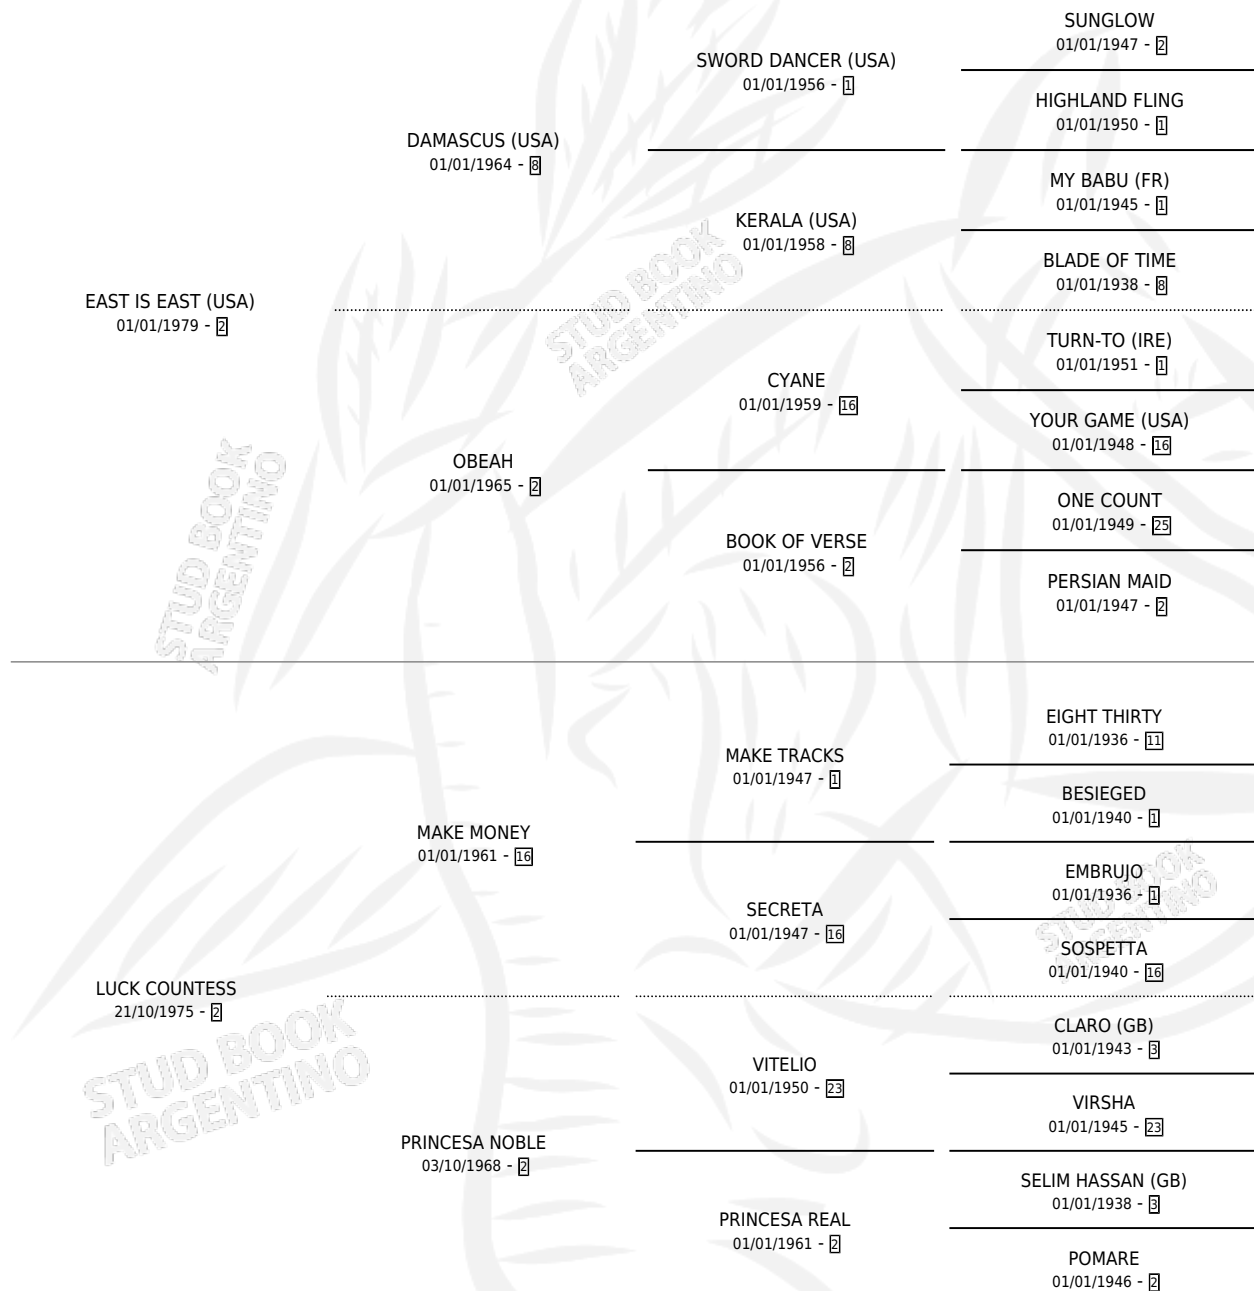 EAST IS EAST (USA)
01/01/1979 - 2
DAMASCUS (USA)
01/01/1964 - 8
OBEAH
01/01/1965 - 2
SWORD DANCER (USA)
01/01/1956 - 1
KERALA (USA)
01/01/1958 - 8
CYANE
01/01/1959 - 16
BOOK OF VERSE
01/01/1956 - 2
SUNGLOW
01/01/1947 - 2
HIGHLAND FLING
01/01/1950 - 1
MY BABU (FR)
01/01/1945 - 1
BLADE OF TIME
01/01/1938 - 8
TURN-TO (IRE)
01/01/1951 - 1
YOUR GAME (USA)
01/01/1948 - 16
ONE COUNT
01/01/1949 - 25
PERSIAN MAID
01/01/1947 - 2
LUCK COUNTESS
21/10/1975 - 2
MAKE MONEY
01/01/1961 - 16
PRINCESA NOBLE
03/10/1968 - 2
MAKE TRACKS
01/01/1947 - 1
SECRETA
01/01/1947 - 16
VITELIO
01/01/1950 - 23
PRINCESA REAL
01/01/1961 - 2
EIGHT THIRTY
01/01/1936 - 11
BESIEGED
01/01/1940 - 1
EMBRUJO
01/01/1936 - 1
SOSPETTA
01/01/1940 - 16
CLARO (GB)
01/01/1943 - 3
VIRSHA
01/01/1945 - 23
SELIM HASSAN (GB)
01/01/1938 - 3
POMARE
01/01/1946 - 2
STUD BOOK
ARGENTINO
STUD BOOK
ARGENTINO
STUD BOOK
ARGENTINO
STUD BOOK
ARGENTINO